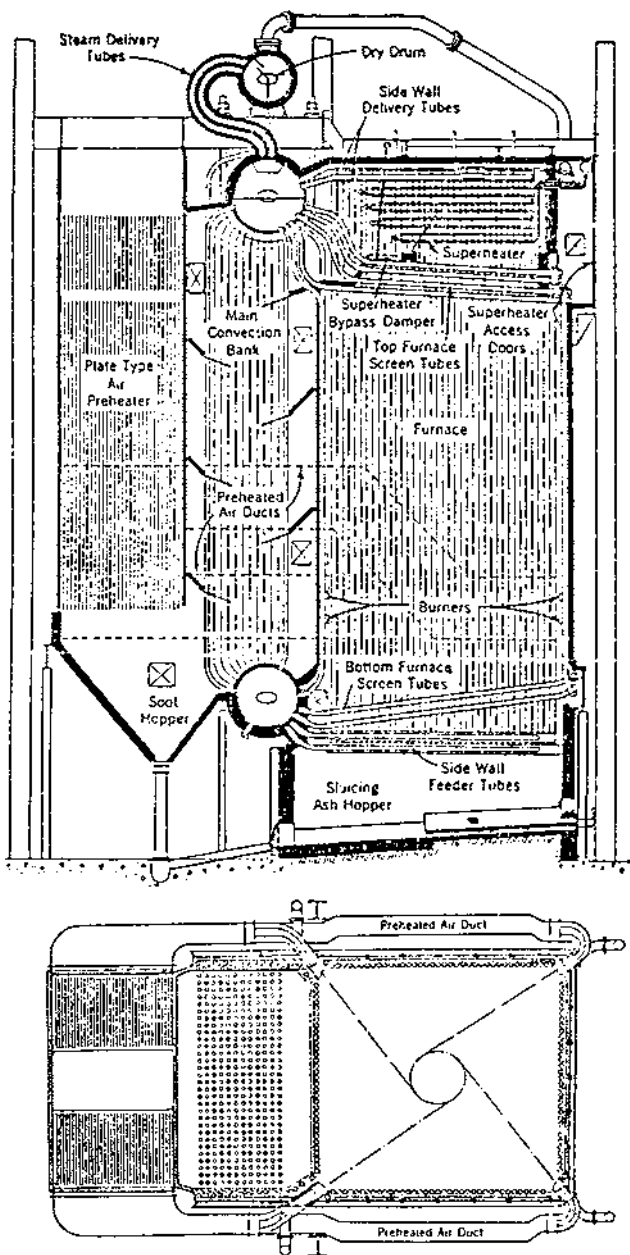 Steam Delivery
Tubes
Dry Drum
Side Wall
Delivery Tubes
Superheater
Main
Convection
Bank
Superheater
Bypass Damper
Superheater
Access
Doors
Top Furnace
Screen Tubes
Plate Type
Air
Preheater
Furnace
Preheated
Air Ducts
Burners
Bottom Furnace
Screen Tubes
Soot
Hopper
Side Wall
Feeder Tubes
Sluicing
Ash Hopper
Preheated Air Duct
Preheated Air Duct